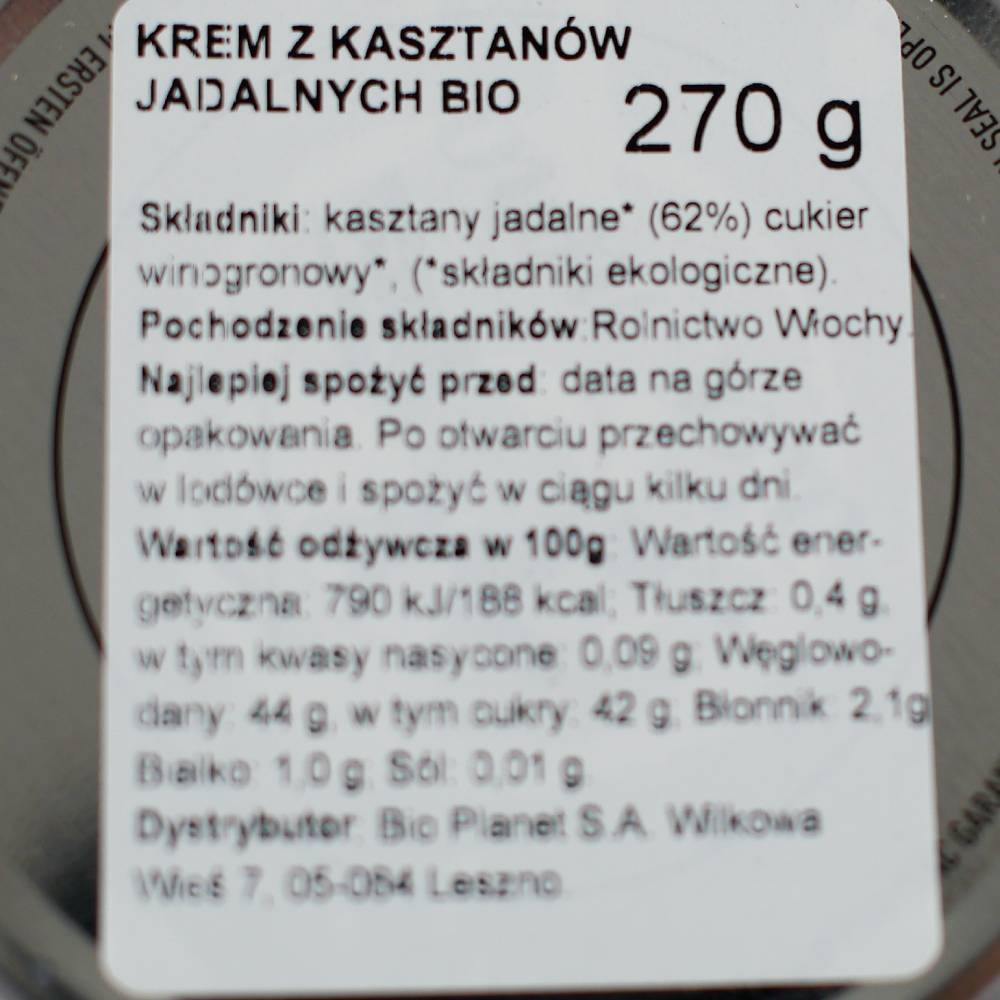 KREM Z KASZTANÓW
JADALNYCH BIO
270 g
Składniki: kasztany jadalne* (62%) cukier
winogronowy*, (*składniki ekologiczne).
Pochodzenie składników:Rolnictwo Włochy.
Najlepiej spożyć przed: data na górze
opakowania. Po otwarciu przechowywać
w lodówce i spożyć w ciągu kilku dni.
Wartość odżywcza w 100g: Wartość ener-
getyczna: 790 kJ/188 kcal; Tłuszcz: 0,4 g,
w tym kwasy nasycone: 0,09 g; Węglowo-
dany: 44 g, w tym cukry: 42 g; Błonnik: 2,1g
Białko: 1,0 g; Sól: 0,01 g
Dystrybutor: Bio Planet S.A. Wilkowa
Wieś 7, 05-084 Leszno
ERSTEN
SEAL IS